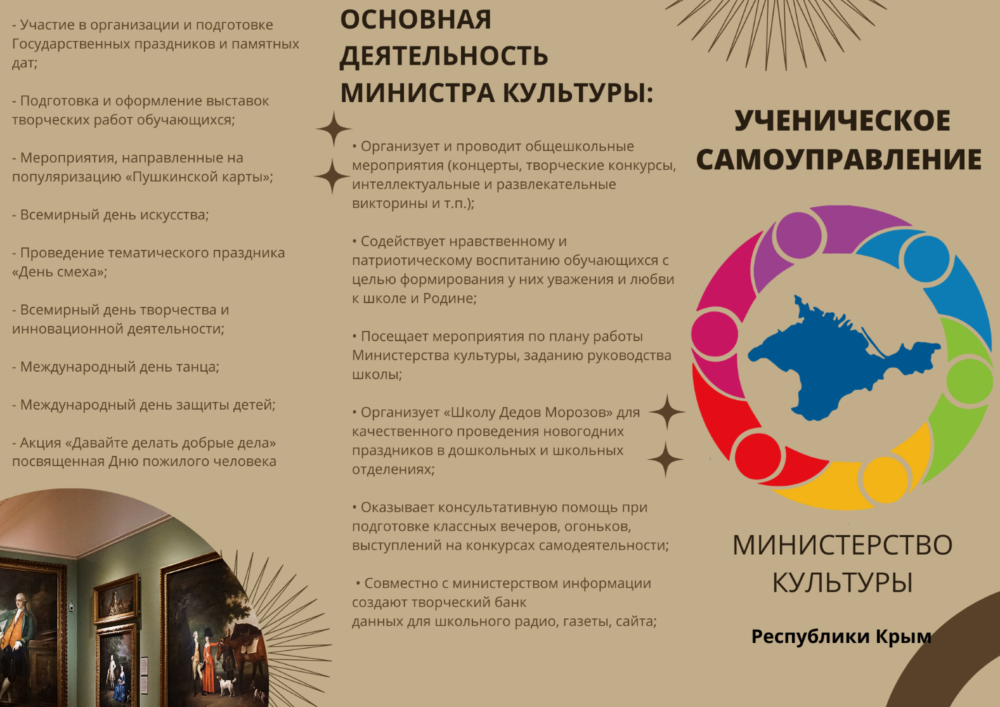 - Участие в организации и подготовке
Государственных праздников и памятных
дат;
- Подготовка и оформление выставок
творческих работ обучающихся;
- Мероприятия, направленные на
популяризацию «Пушкинской карты»;
- Всемирный день искусства;
- Проведение тематического праздника
«День смеха»;
- Всемирный день творчества и
инновационной деятельности;
- Международный день танца;
- Международный день защиты детей;
- Акция «Давайте делать добрые дела»
посвященная Дню пожилого человека
ОСНОВНАЯ
ДЕЯТЕЛЬНОСТЬ
МИНИСТРА КУЛЬТУРЫ:
• Организует и проводит общешкольные
мероприятия (концерты, творческие конкурсы,
интеллектуальные и развлекательные
викторины и т.п.);
• Содействует нравственному и
патриотическому воспитанию обучающихся с
целью формирования у них уважения и любви
к школе и Родине;
• Посещает мероприятия по плану работы
Министерства культуры, заданию руководства
школы;
• Организует «Школу Дедов Морозов» для
качественного проведения новогодних
праздников в дошкольных и школьных
отделениях;
• Оказывает консультативную помощь при
подготовке классных вечеров, огоньков,
выступлений на конкурсах самодеятельности;
• Совместно с министерством информации
создают творческий банк
данных для школьного радио, газеты, сайта;
УЧЕНИЧЕСКОЕ
САМОУПРАВЛЕНИЕ
МИНИСТЕРСТВО
КУЛЬТУРЫ
Республики Крым